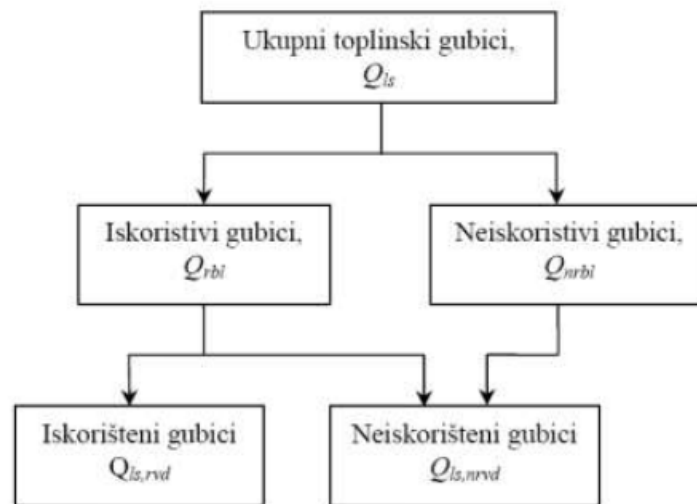 Ukupni toplinski gubici,
Qls
Iskoristivi gubici,
Qrbl
Neiskoristivi gubici,
Qnrbl
Iskorišteni gubici
Qls,rvd
Neiskorišteni gubici
Qls,nrvd